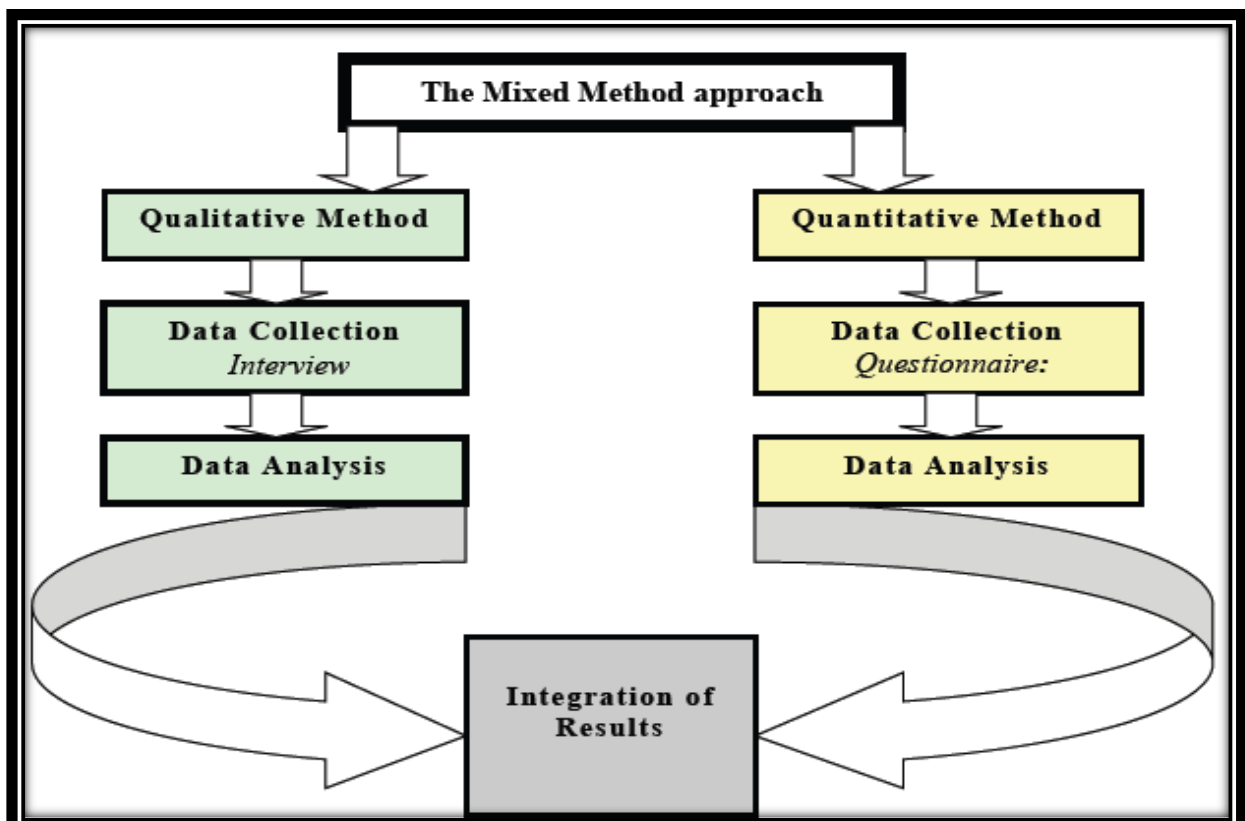 The Mixed Method approach
Qualitative Method
Data Collection
Interview
Data Analysis
Quantitative Method
Data Collection
Questionnaire:
Data Analysis
Integration of
Results